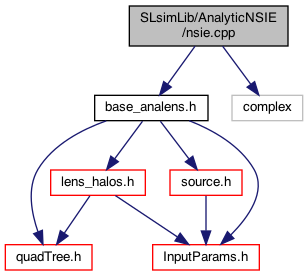 SLsimLib/AnalyticNSIE
/nsie.cpp
base_analens.h
complex
lens_halos.h
source.h
quadTree.h
InputParams.h